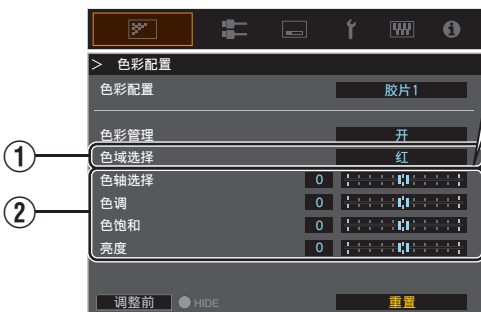 > 色彩配置
色彩配置 胶片1
色彩管理 开
① 色域选择 红
② 色轴选择 0
色调 0
色饱和 0
亮度 0
调整前 HIDE 重置